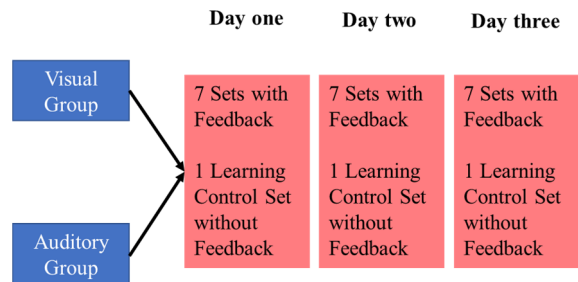 Day one
Day two
Day three
Visual
Group
Auditory
Group
7 Sets with
Feedback
1 Learning
Control Set
without
Feedback
7 Sets with
Feedback
1 Learning
Control Set
without
Feedback
7 Sets with
Feedback
1 Learning
Control Set
without
Feedback